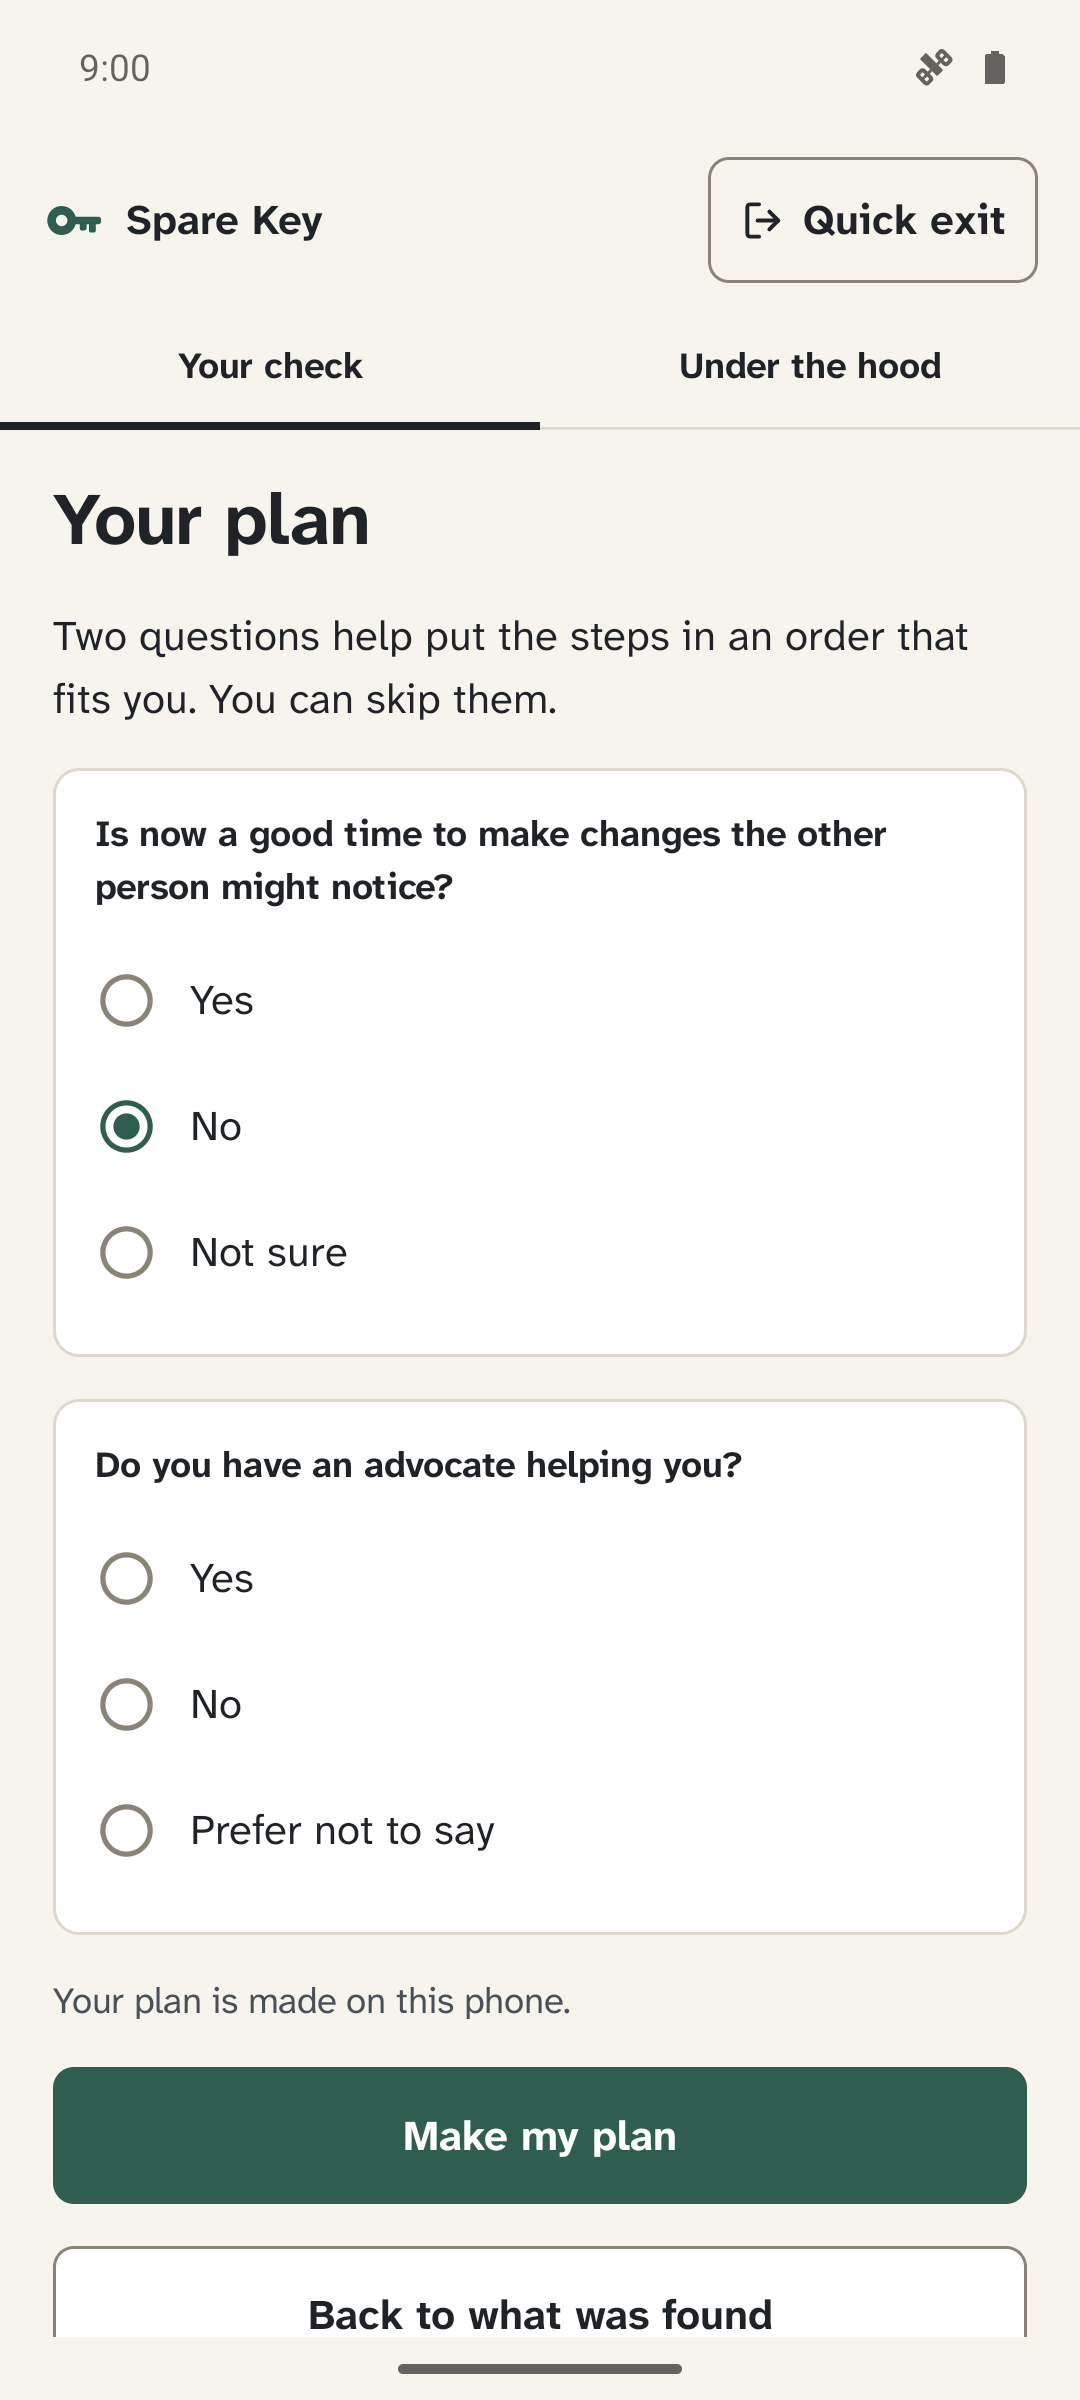 9:00
Spare Key
Quick exit
Your check
Under the hood
Your plan
Two questions help put the steps in an order that
fits you. You can skip them.
Is now a good time to make changes the other
person might notice?
Yes
No
Not sure
Do you have an advocate helping you?
Yes
No
Prefer not to say
Your plan is made on this phone.
Make my plan
Back to what was found